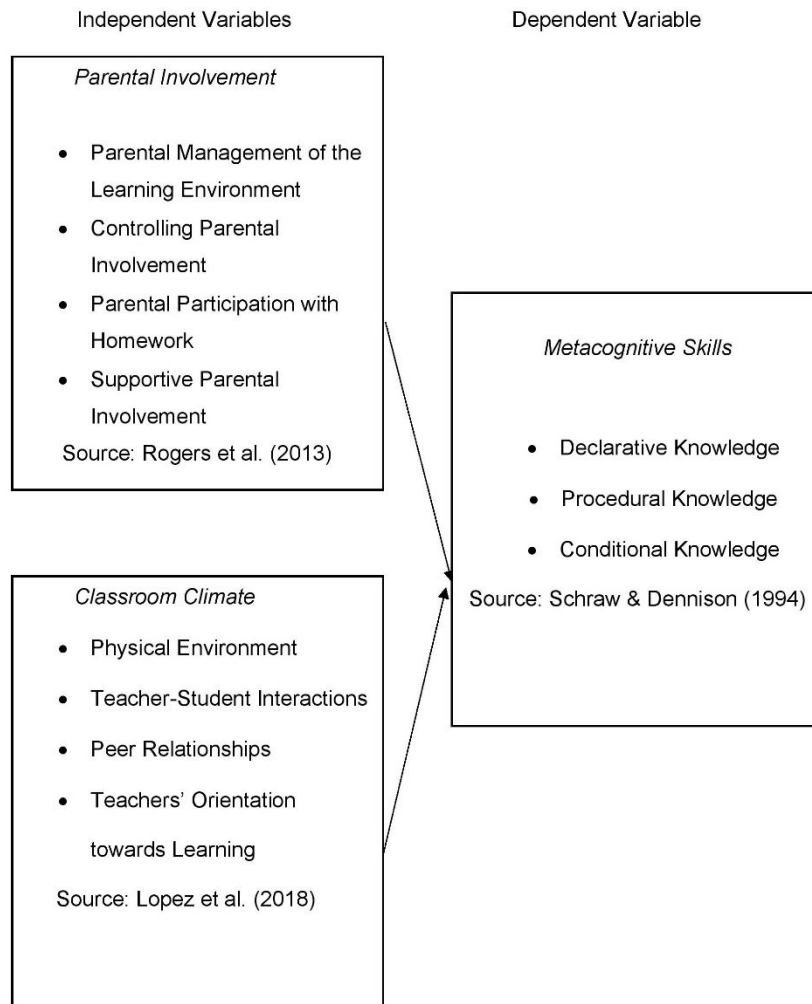 Independent Variables
Dependent Variable
Parental Involvement
• Parental Management of the
Learning Environment
• Controlling Parental
Involvement
• Parental Participation with
Homework
• Supportive Parental
Involvement
Source: Rogers et al. (2013)
Classroom Climate
• Physical Environment
• Teacher-Student Interactions
• Peer Relationships
• Teachers’ Orientation
towards Learning
Source: Lopez et al. (2018)
Metacognitive Skills
• Declarative Knowledge
• Procedural Knowledge
• Conditional Knowledge
Source: Schraw & Dennison (1994)